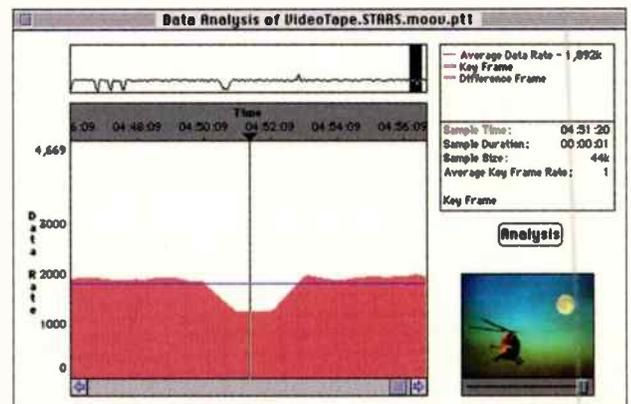 Data Analysis of VideoTape.STARS.moov.ptt
Average Data Rate - 1,892k
Key Frame
Difference Frame
Time
6:09 04:48:09 04:50:09 04:52:09 04:54:09 04:56:09
Sample Time: 04:51:20
Sample Duration: 00:00:01
Sample Size: 44k
Average Key Frame Rate: 1
Key Frame
Analysis
4,669
3000
2000
1000
0
Data Rate